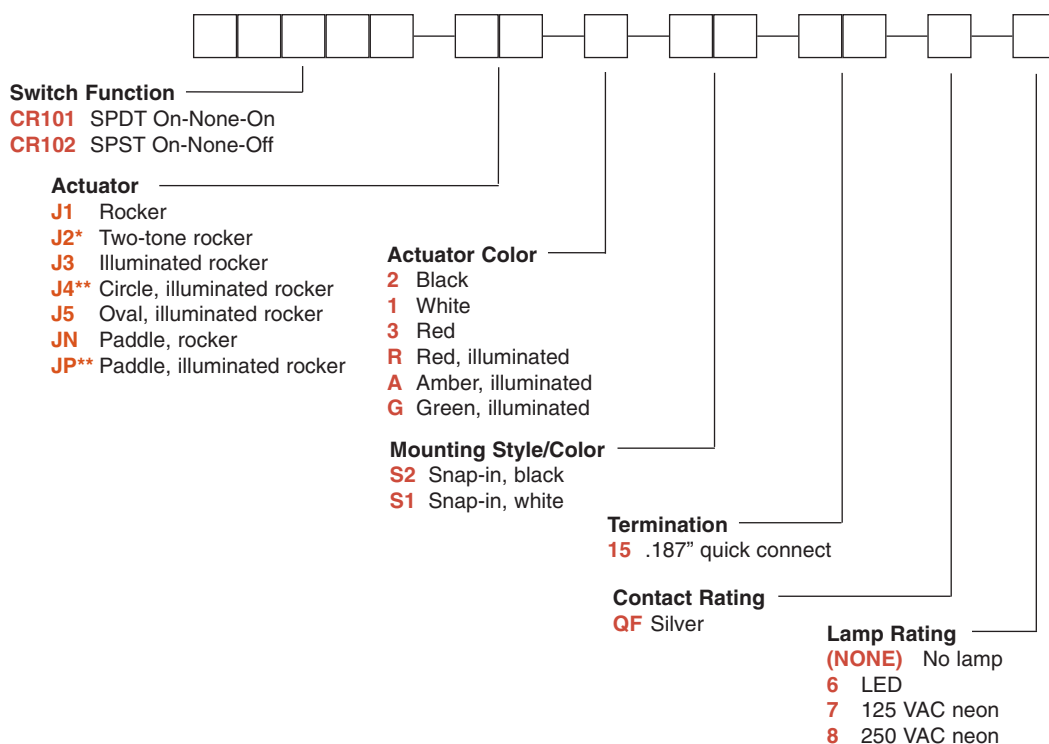 Switch Function
CR101 SPDT On-None-On
CR102 SPST On-None-Off
Actuator
J1 Rocker
J2* Two-tone rocker
J3 Illuminated rocker
J4** Circle, illuminated rocker
J5 Oval, illuminated rocker
JN Paddle, rocker
JP** Paddle, illuminated rocker
Actuator Color
2 Black
1 White
3 Red
R Red, illuminated
A Amber, illuminated
G Green, illuminated
Mounting Style/Color
S2 Snap-in, black
S1 Snap-in, white
Termination
15 .187” quick connect
Contact Rating
QF Silver
Lamp Rating
(NONE) No lamp
6 LED
7 125 VAC neon
8 250 VAC neon